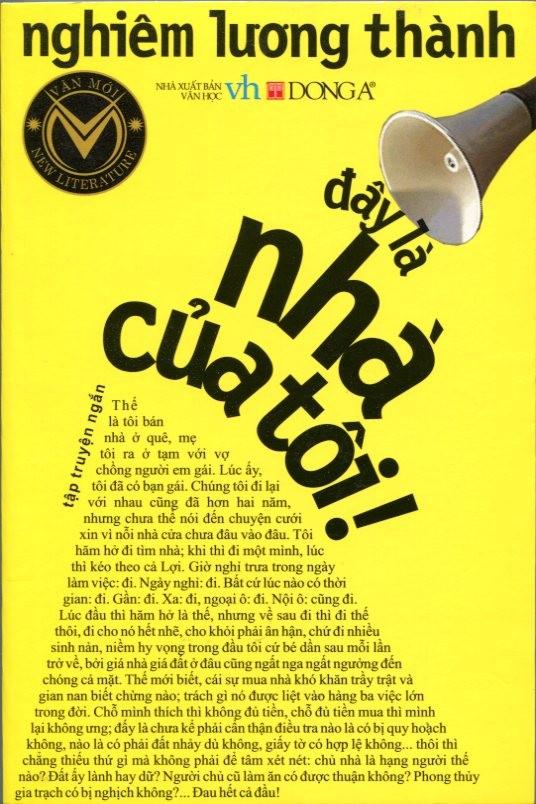 nghiêm lương thành
VĂN MỚI
NEW LITERATURE
NHÀ XUẤT BẢN
VĂN HỌC
vh
DONGA®
đây là
nhà
của tôi!
tập truyện ngắn
Thế
là tôi bán
nhà ở quê, mẹ
tôi ra ở tạm với vợ
chồng người em gái. Lúc ấy,
tôi đã có bạn gái. Chúng tôi đi lại
với nhau cũng đã hơn hai năm,
nhưng chưa thể nói đến chuyện cưới
xin vì nỗi nhà cửa chưa đâu vào đâu. Tôi
hăm hở đi tìm nhà; khi thì đi một mình, lúc
thì kéo theo cả Lợi. Giờ nghỉ trưa trong ngày
làm việc: đi. Ngày nghỉ: đi. Bất cứ lúc nào có thời
gian: đi. Gần: đi. Xa: đi, ngoại ô: đi. Nội ô: cũng đi.
Lúc đầu thì hăm hở là thế, nhưng về sau đi thì đi thế
thôi, đi cho nó hết nhẽ, cho khỏi phải ân hận, chứ đi nhiều
sinh nản, niềm hy vọng trong đầu tôi cứ bé dần sau mỗi lần
trở về, bởi giá nhà giá đất ở đâu cũng ngất nga ngất ngưởng đến
chóng cả mặt. Thế mới biết, cái sự mua nhà khó khăn trầy trật và
gian nan biết chừng nào; trách gì nó được liệt vào hàng ba việc lớn
trong đời. Chỗ mình thích thì không đủ tiền, chỗ đủ tiền mua thì mình
lại không ưng; đấy là chưa kể phải cẩn thận điều tra nào là có bị quy hoạch
không, nào là có phải đất nhảy dù không, giấy tờ có hợp lệ không... thôi thì
chẳng thiếu thứ gì mà không phải để tâm xét nét: chủ nhà là hạng người thế
nào? Đất ấy lành hay dữ? Người chủ cũ làm ăn có được thuận không? Phong thủy
gia trạch có bị nghịch không?... Đau hết cả đầu!